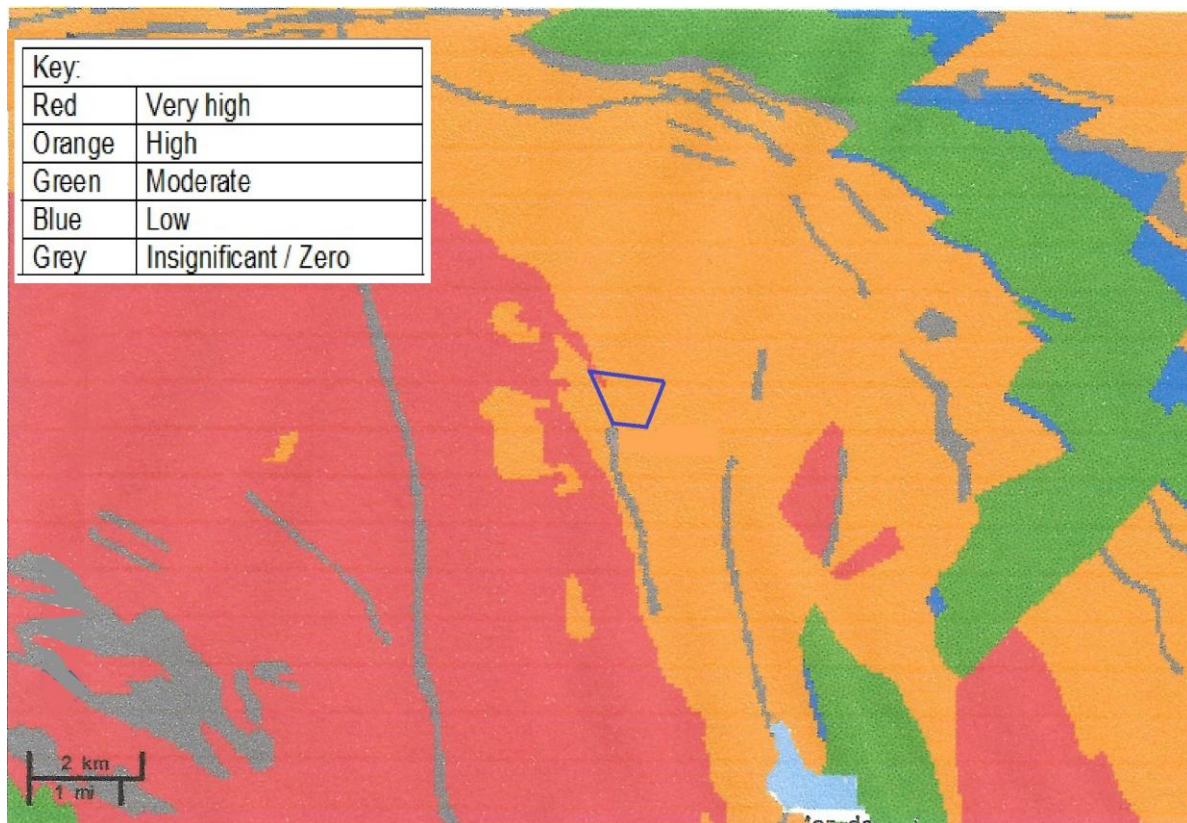 Key:
Red Very high
Orange High
Green Moderate
Blue Low
Grey Insignificant / Zero
2 km
1 mi